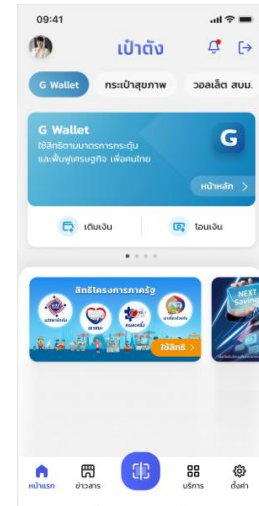 09:41
เป๋าตัง
G Wallet
กระเป๋าสุขภาพ
วอลเล็ต สบม.
G Wallet
ใช้สิทธิตามมาตรการกระตุ้น
และฟื้นฟูเศรษฐกิจ เพื่อคนไทย
G
หน้าหลัก
เติมเงิน
โอนเงิน
สิทธิโครงการภาครัฐ
ใช้สิทธิ
NEXT
Saving
หน้าแรก
ข่าวสาร
บริการ
ตั้งค่า